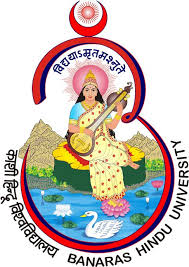 विद्ययाऽमृतमश्नुते
काशी हिन्दू विश्वविद्यालय
BANARAS HINDU UNIVERSITY